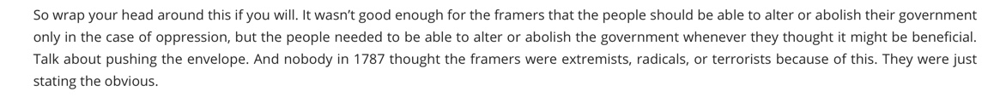 So wrap your head around this if you will. It wasn’t good enough for the framers that the people should be able to alter or abolish their government
only in the case of oppression, but the people needed to be able to alter or abolish the government whenever they thought it might be beneficial.
Talk about pushing the envelope. And nobody in 1787 thought the framers were extremists, radicals, or terrorists because of this. They were just
stating the obvious.